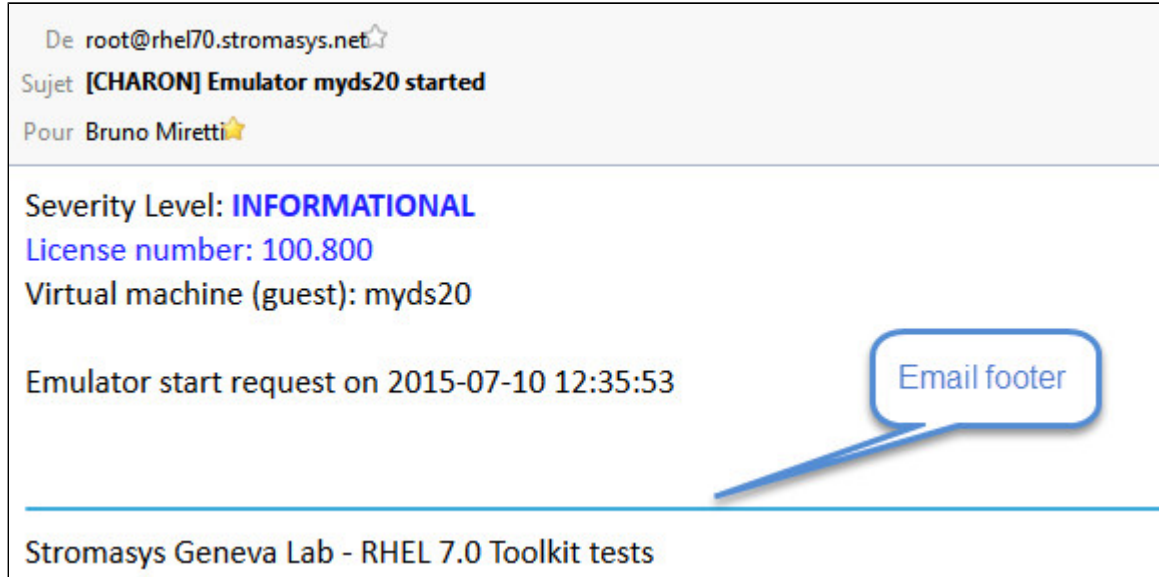 De root@rhel70.stromasys.net
Sujet [CHARON] Emulator myds20 started
Pour Bruno Miretti
Severity Level: INFORMATIONAL
License number: 100.800
Virtual machine (guest): myds20
Emulator start request on 2015-07-10 12:35:53
Email footer
Stromasys Geneva Lab - RHEL 7.0 Toolkit tests